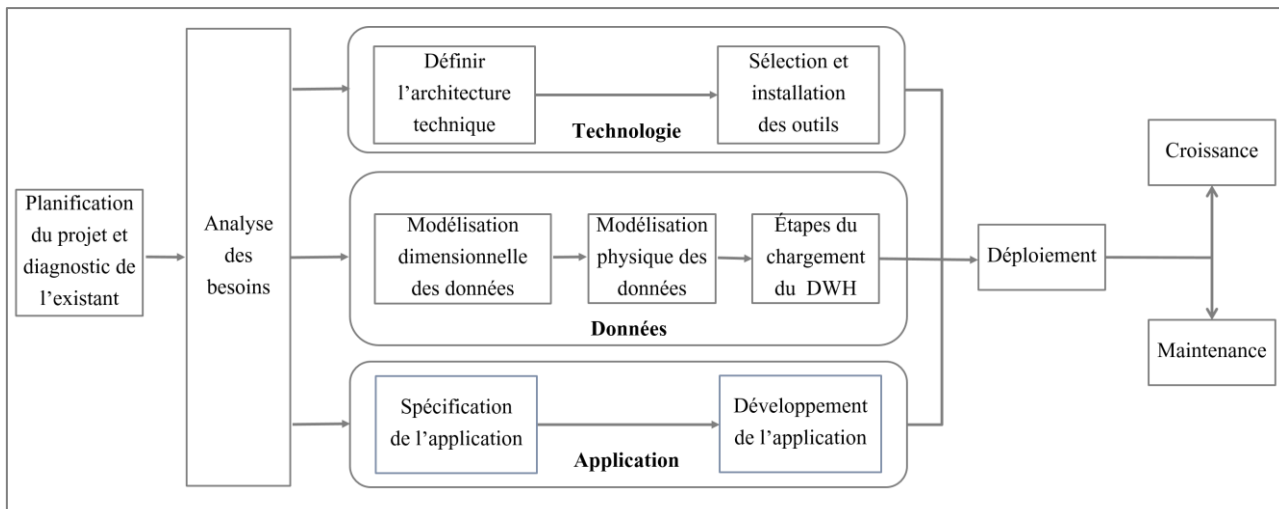 Planification
du projet et
diagnostic de
l’existant
Analyse
des
besoins
Définir
l’architecture
technique
Sélection et
installation
des outils
Technologie
Modélisation
dimensionnelle
des données
Modélisation
physique des
données
Étapes du
chargement
du DWH
Données
Spécification
de l’application
Développement
de l’application
Application
Déploiement
Croissance
Maintenance